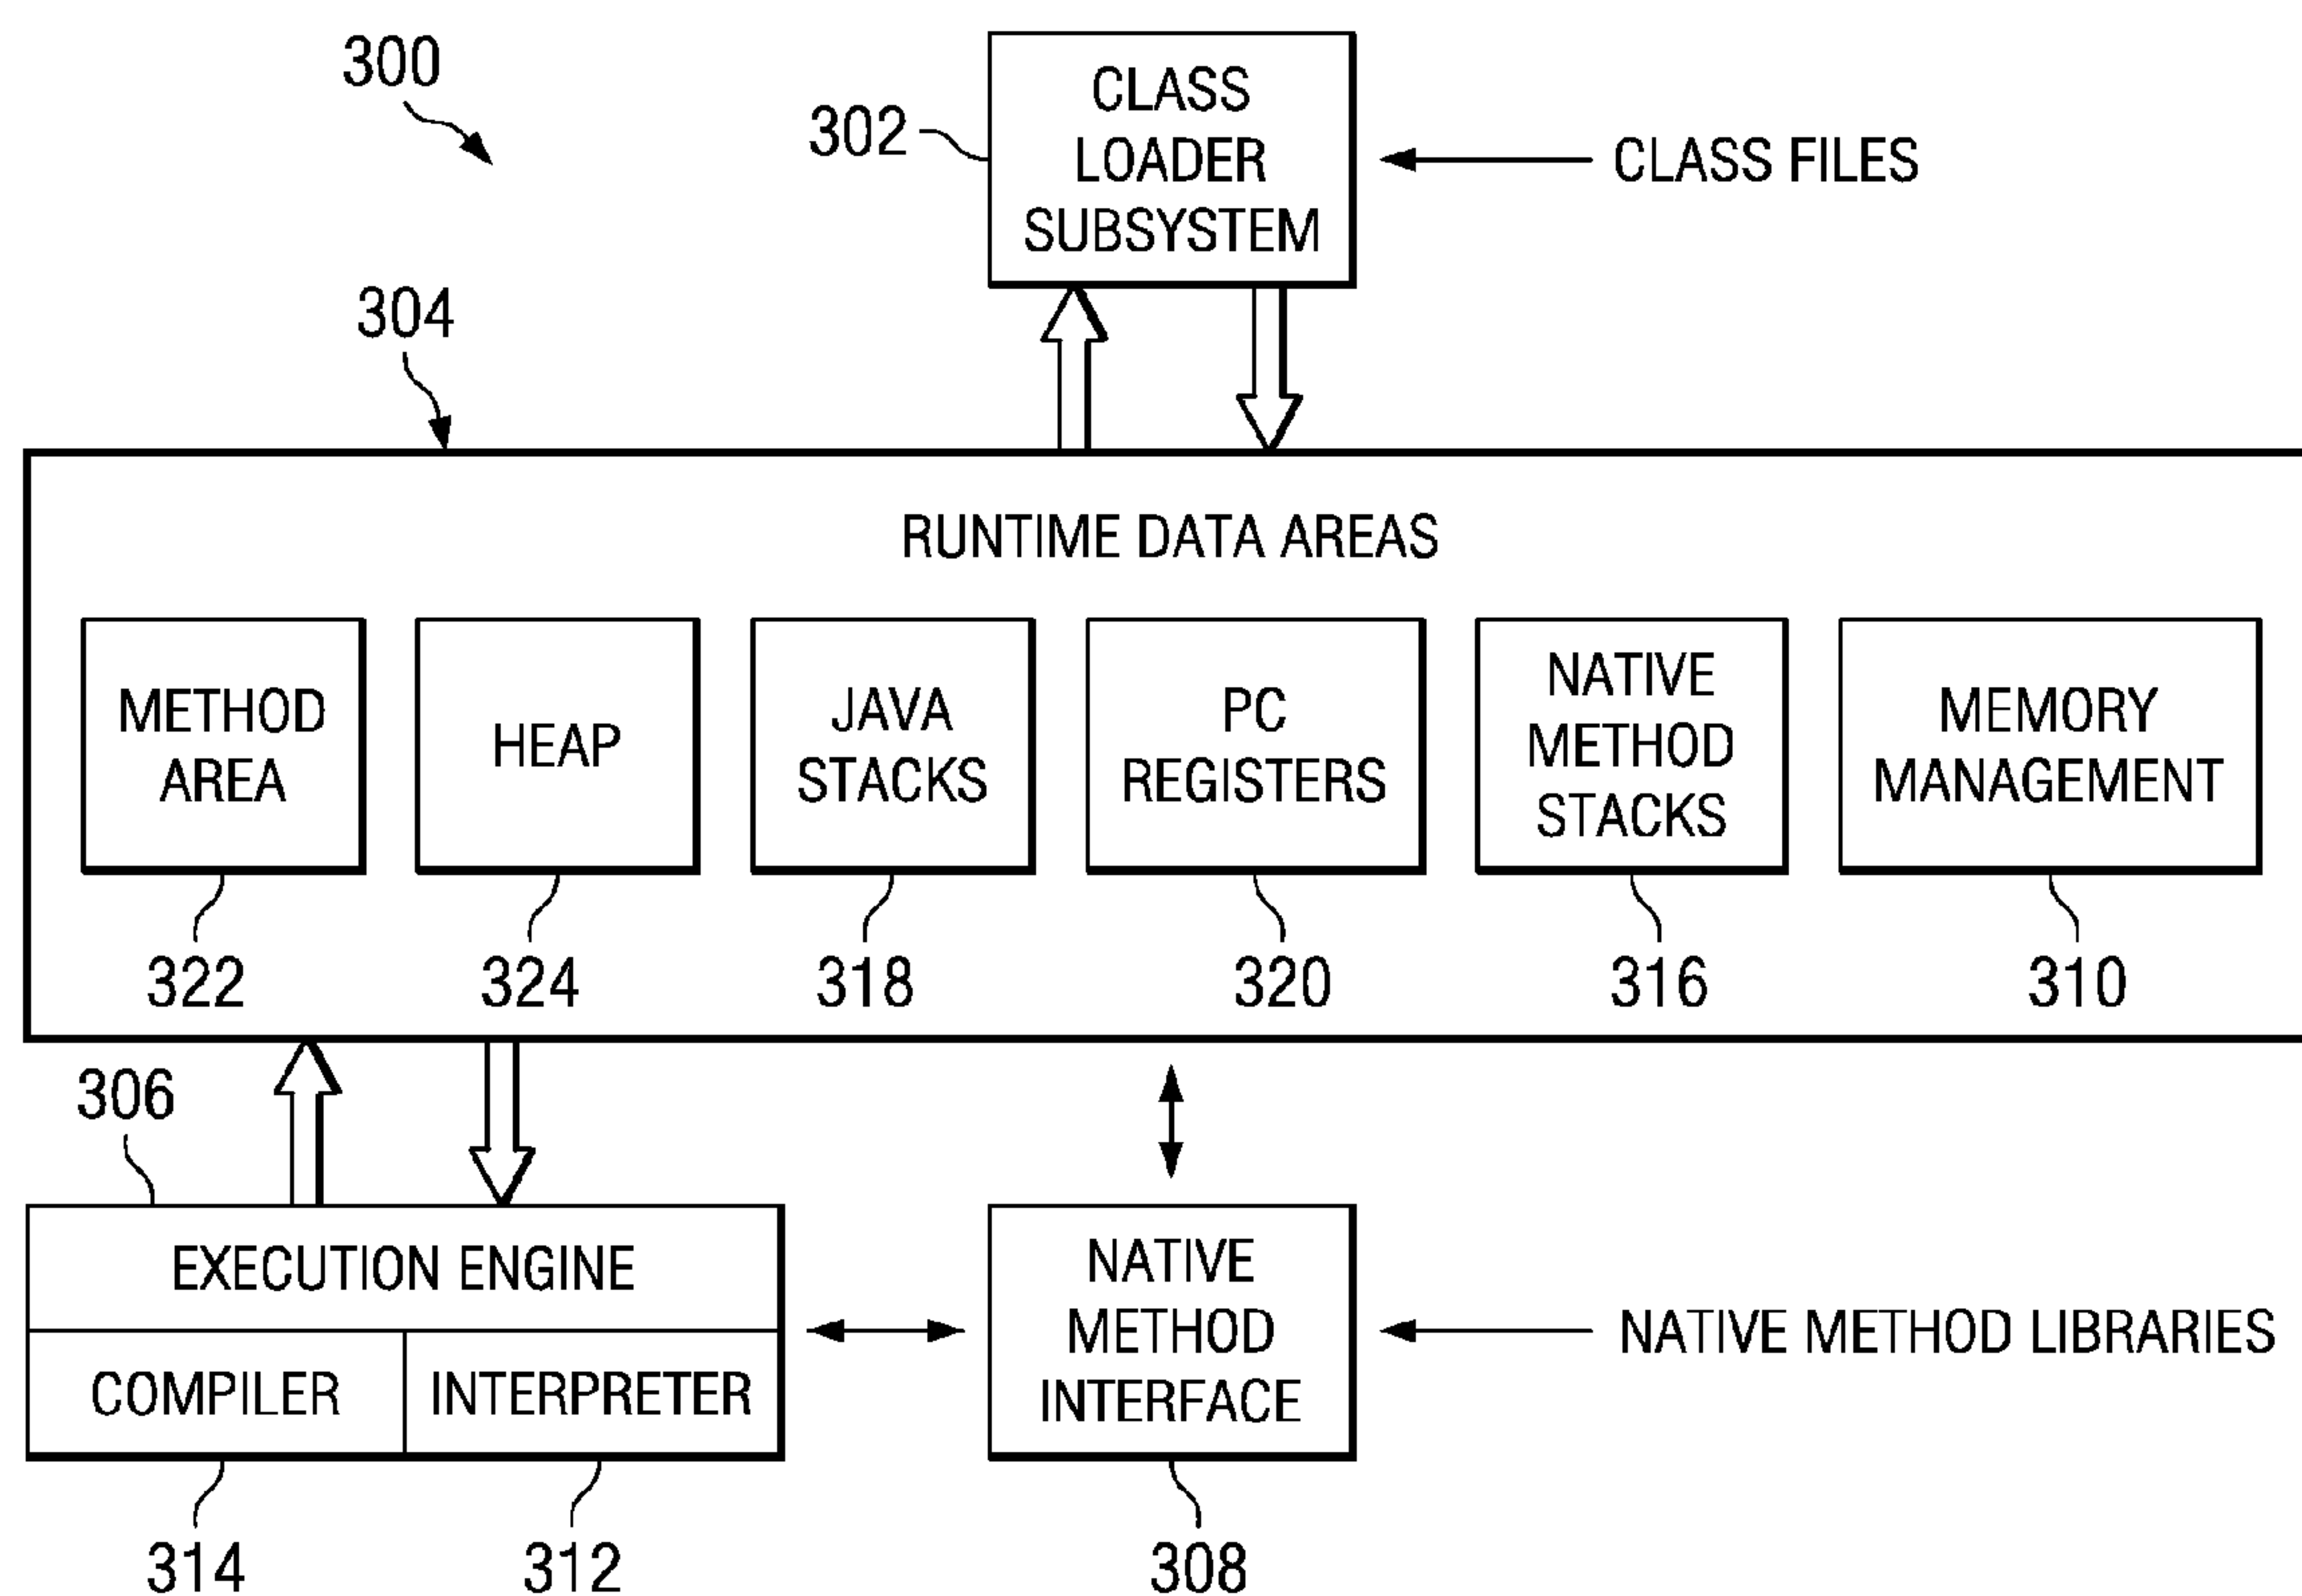 300
302
CLASS
LOADER
SUBSYSTEM
CLASS FILES
304
RUNTIME DATA AREAS
METHOD
AREA
HEAP
JAVA
STACKS
PC
REGISTERS
NATIVE
METHOD
STACKS
MEMORY
MANAGEMENT
322
324
318
320
316
310
306
EXECUTION ENGINE
COMPILER
INTERPRETER
NATIVE
METHOD
INTERFACE
NATIVE METHOD LIBRARIES
314
312
308